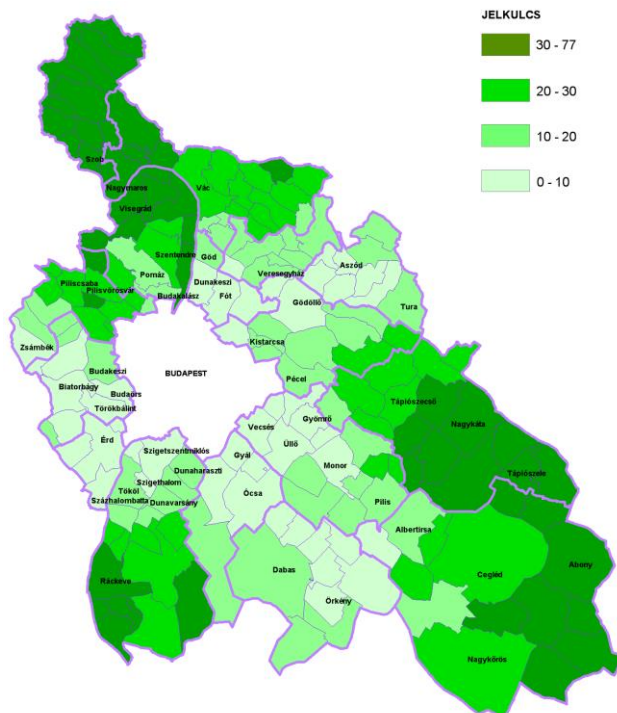 JELKULCS
30 - 77
20 - 30
10 - 20
0 - 10
Szob
Nagymaros
Vác
Visegrád
Szentendre
Göd
Aszód
Pomáz
Veresegyház
Piliscsaba
Dunakeszi
Pilisvörösvár
Budakalász
Fót
Gödöllő
Tura
Zsámbék
Kistarcsa
Budakeszi
BUDAPEST
Pécel
Biatorbágy
Budaörs
Tápiószecső
Törökbálint
Nagykáta
Gyömrő
Vecsés
Érd
Szigetszentmiklós
Gyál
Üllő
Monor
Dunaharaszti
Tápiószele
Szigethalom
Tököl
Ócsa
Százhalombatta
Dunavarsány
Pilis
Albertirsa
Abony
Dabas
Cegléd
Ráckeve
Örkény
Nagykőrös